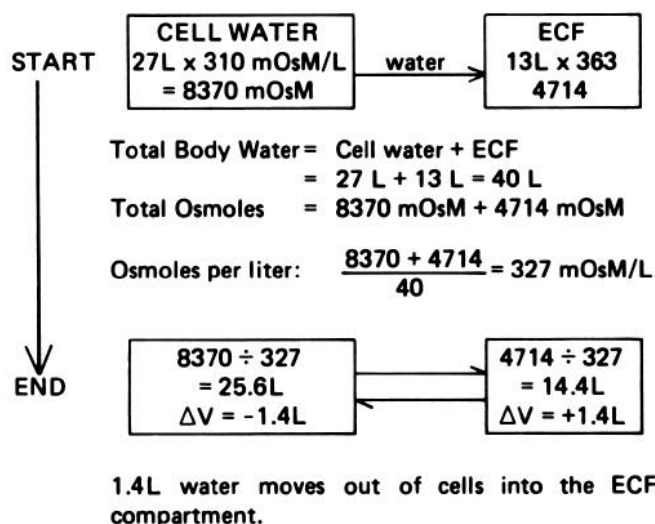 CELL WATER
27L x 310 mOsM/L
= 8370 mOsM
START
water
ECF
13L x 363
4714
Total Body Water = Cell water + ECF
= 27 L + 13 L = 40 L
Total Osmoles = 8370 mOsM + 4714 mOsM
Osmoles per liter: 8370 + 4714
40
= 327 mOsM/L
END
8370 ÷ 327
= 25.6L
ΔV = -1.4L
4714 ÷ 327
= 14.4L
ΔV = +1.4L
1.4L water moves out of cells into the ECF
compartment.